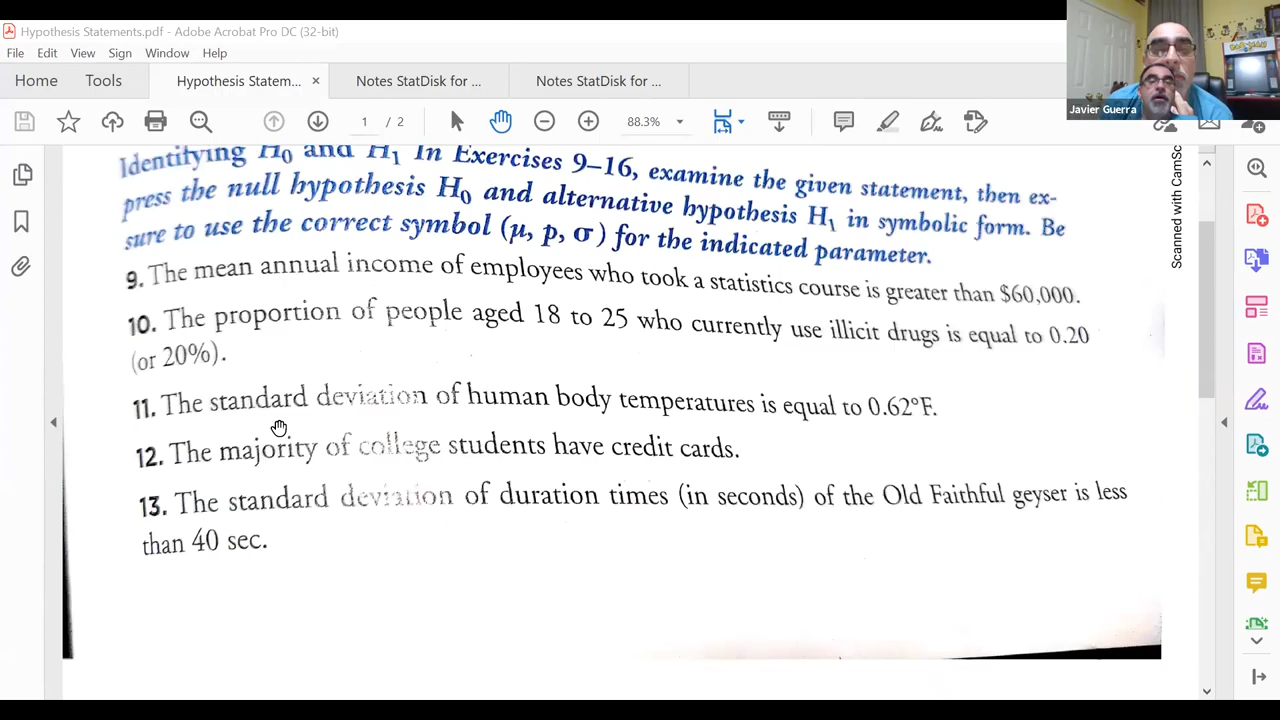 Hypothesis Statements.pdf - Adobe Acrobat Pro DC (32-bit)
File Edit View Sign Window Help
Home Tools Hypothesis Statem... × Notes StatDisk for ... Notes StatDisk for ...
1 / 2 88.3%
Javier Guerra
Identifying H₀ and H₁ In Exercises 9–16, examine the given statement, then ex-
press the null hypothesis H₀ and alternative hypothesis H₁ in symbolic form. Be
sure to use the correct symbol (μ, p, σ) for the indicated parameter.
9. The mean annual income of employees who took a statistics course is greater than $60,000.
10. The proportion of people aged 18 to 25 who currently use illicit drugs is equal to 0.20
(or 20%).
11. The standard deviation of human body temperatures is equal to 0.62°F.
12. The majority of college students have credit cards.
13. The standard deviation of duration times (in seconds) of the Old Faithful geyser is less
than 40 sec.
Scanned with CamSc